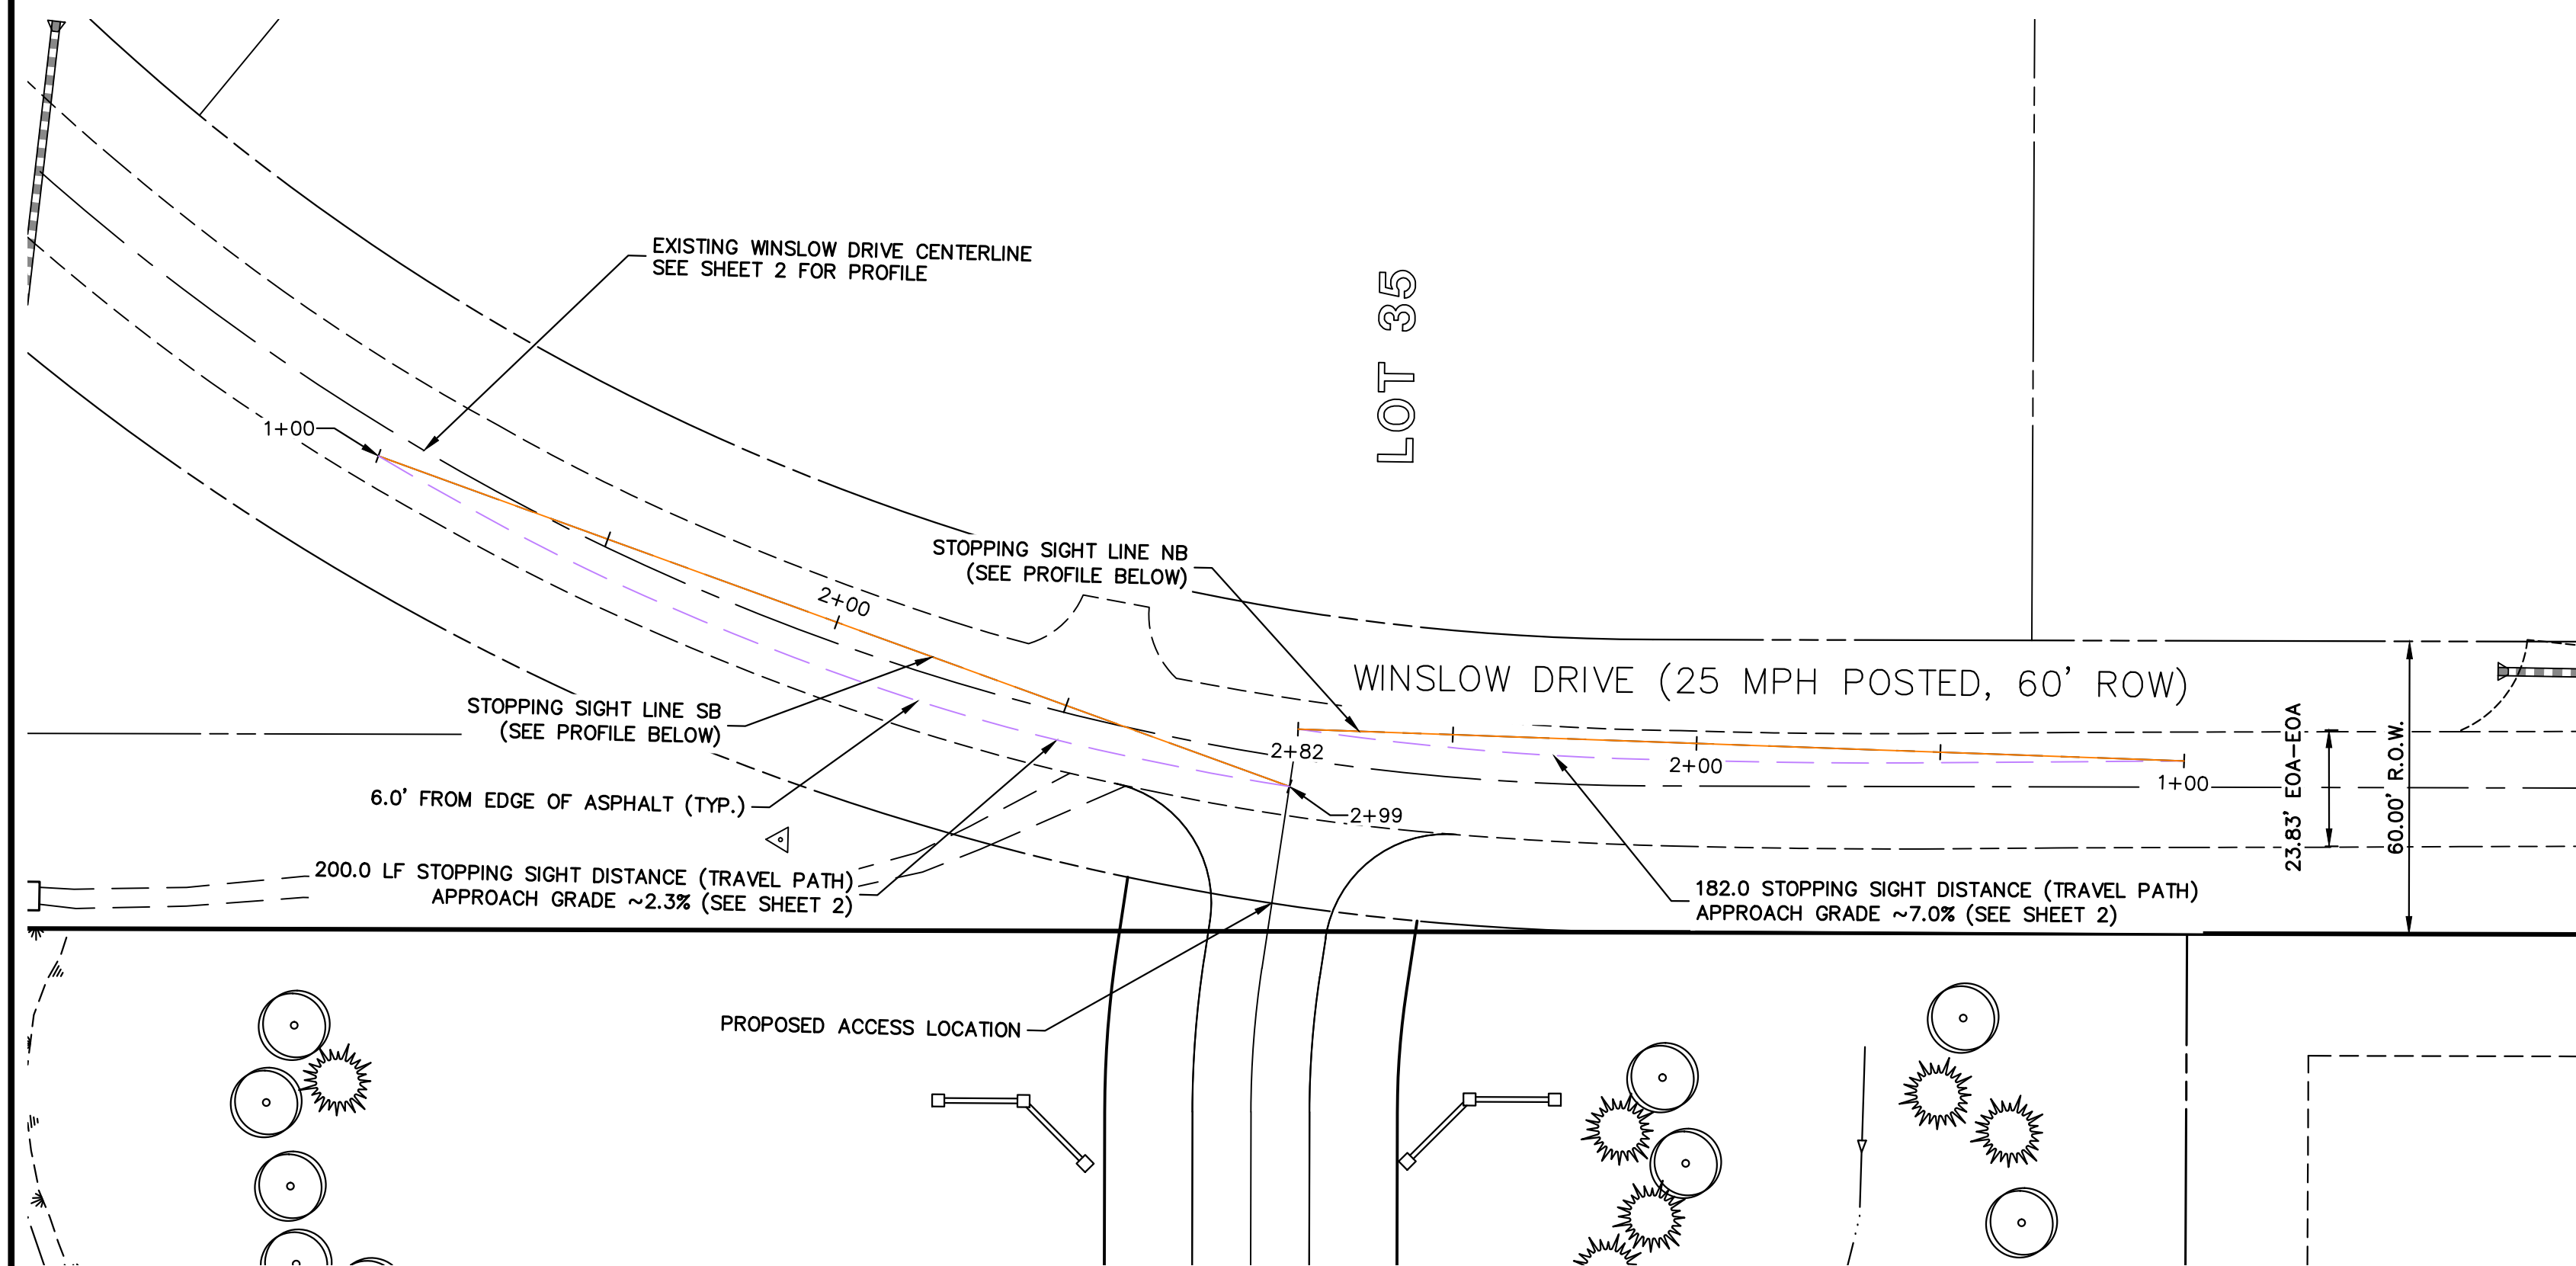 EXISTING WINSLOW DRIVE CENTERLINE
SEE SHEET 2 FOR PROFILE
LOT 35
1+00
STOPPING SIGHT LINE NB
(SEE PROFILE BELOW)
2+00
WINSLOW DRIVE (25 MPH POSTED, 60' ROW)
STOPPING SIGHT LINE SB
(SEE PROFILE BELOW)
2+82
2+00
1+00
23.83' EOA-EOA
60.00' R.O.W.
6.0' FROM EDGE OF ASPHALT (TYP.)
2+99
200.0 LF STOPPING SIGHT DISTANCE (TRAVEL PATH)
APPROACH GRADE ~2.3% (SEE SHEET 2)
182.0 STOPPING SIGHT DISTANCE (TRAVEL PATH)
APPROACH GRADE ~7.0% (SEE SHEET 2)
PROPOSED ACCESS LOCATION